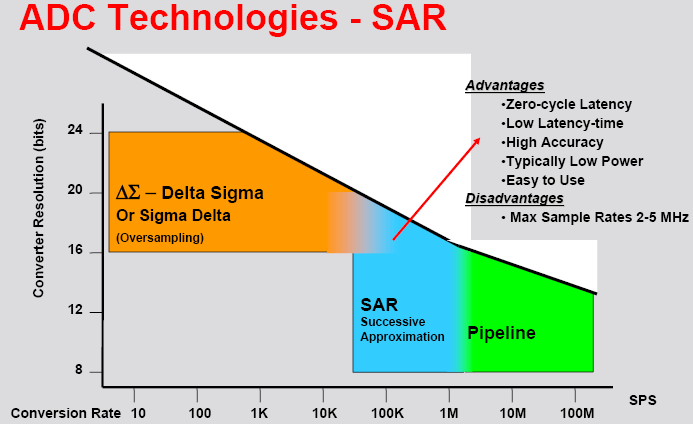 ADC Technologies - SAR
Advantages
•Zero-cycle Latency
•Low Latency-time
•High Accuracy
•Typically Low Power
•Easy to Use
Disadvantages
• Max Sample Rates 2-5 MHz
Converter Resolution (bits)
24
20
16
12
8
ΔΣ – Delta Sigma
Or Sigma Delta
(Oversampling)
SAR
Successive
Approximation
Pipeline
SPS
Conversion Rate 10 100 1K 10K 100K 1M 10M 100M